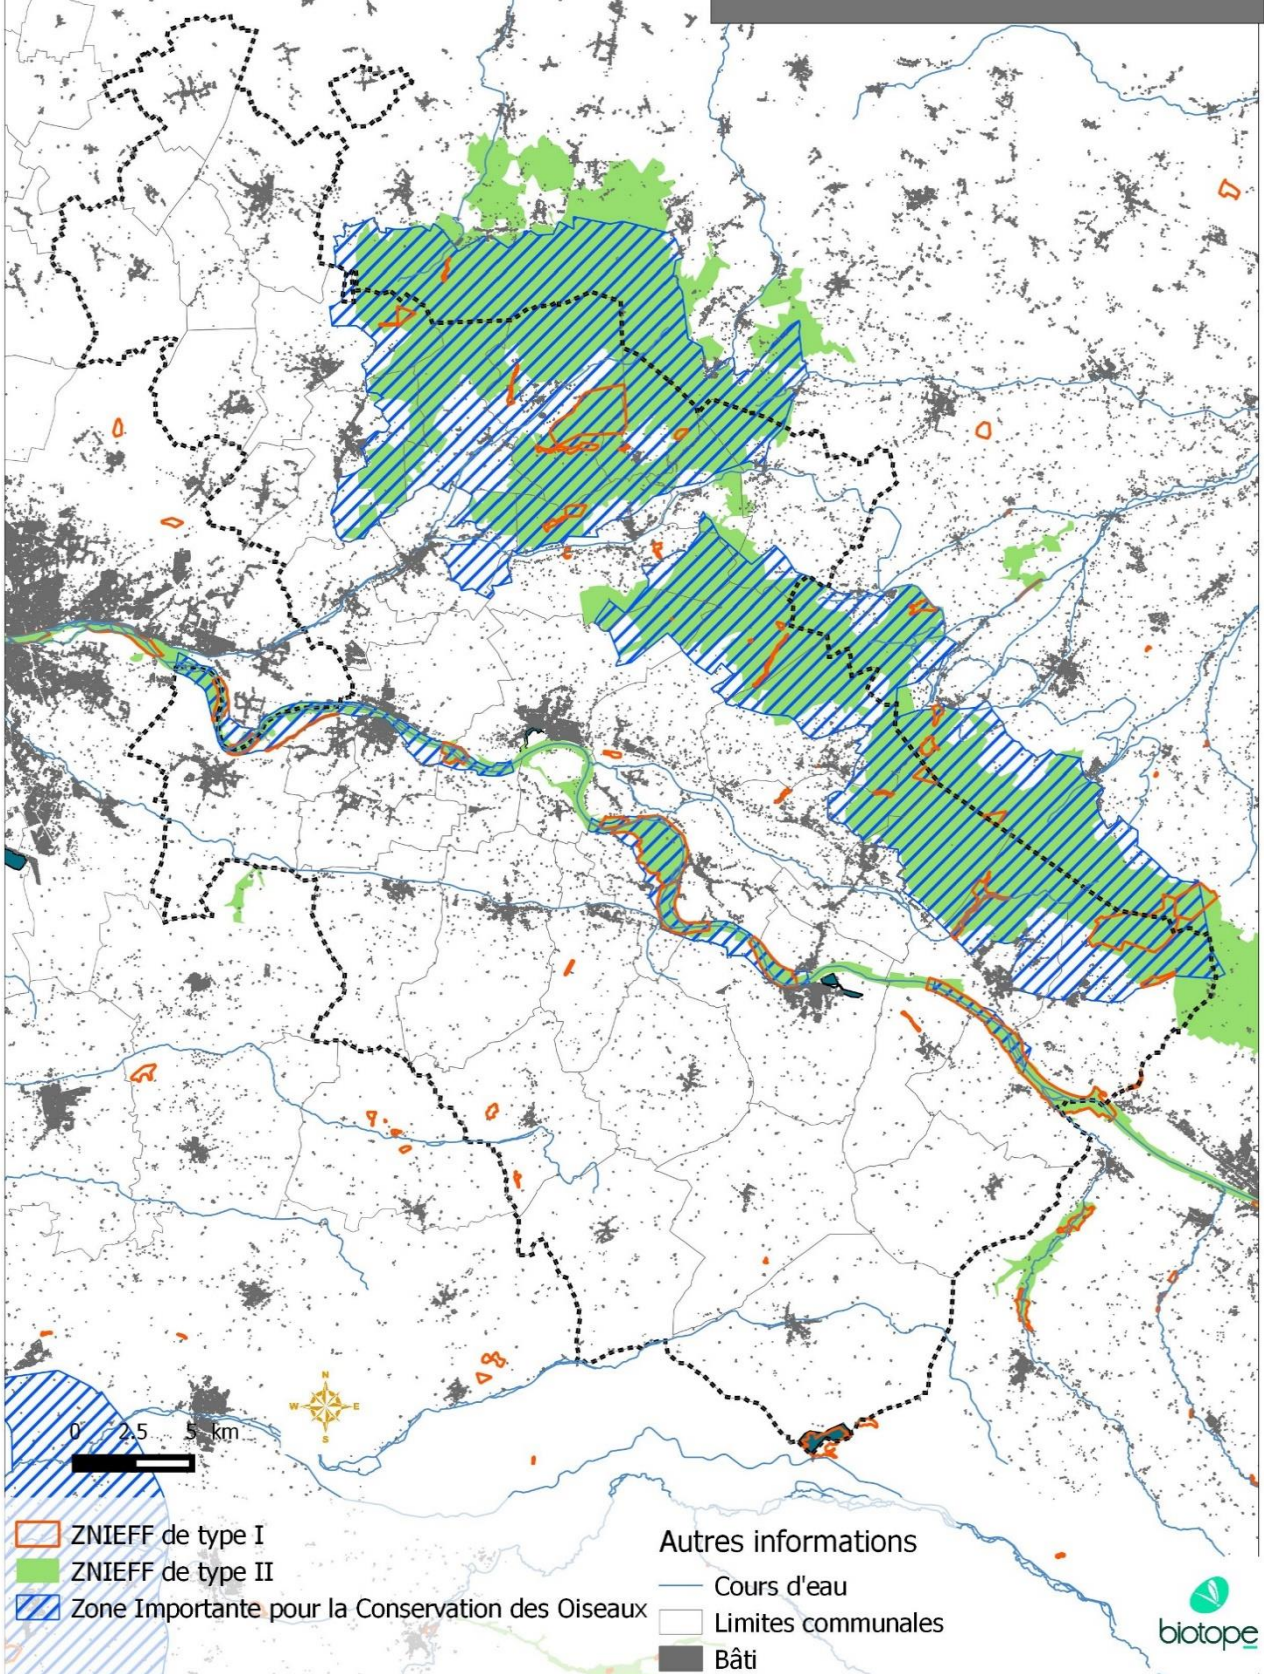 N
W E
S
0 2.5 5 km
ZNIEFF de type I
ZNIEFF de type II
Zone Importante pour la Conservation des Oiseaux
Autres informations
Cours d'eau
Limites communales
Bâti
biotope